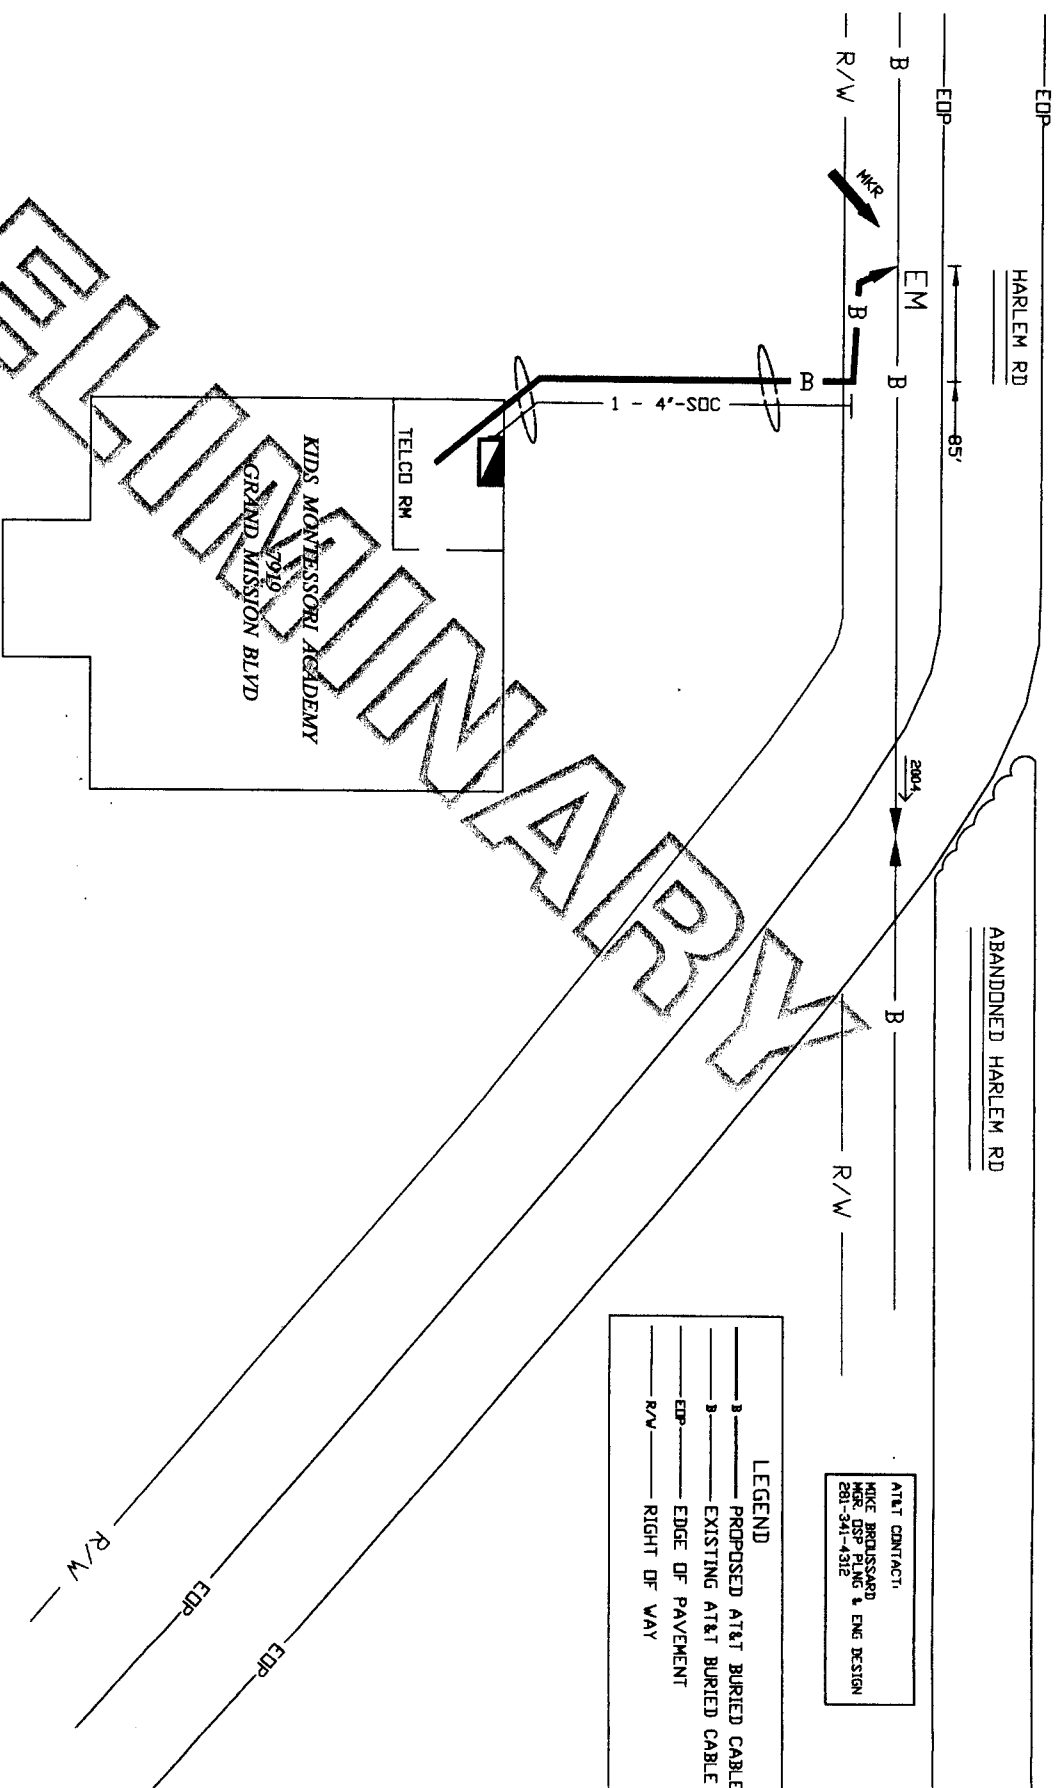 EOP
HARLEM RD
ABANDONED HARLEM RD
EOP
85'
B
EM
B
2004
B
R/W
MKR
B
R/W
B
1 - 4'-SDC
TELCO RM
KIDS MONTESSORI ACADEMY
7919
GRAND MISSION BLVD
ELIMINARY
AT&T CONTACT:
MIKE BROUSSARD
MGR. OSP PLNG & ENG DESIGN
281-341-4312
LEGEND
B PROPOSED AT&T BURIED CABLE
B EXISTING AT&T BURIED CABLE
EOP EDGE OF PAVEMENT
R/W RIGHT OF WAY
EOP
EOP
R/W